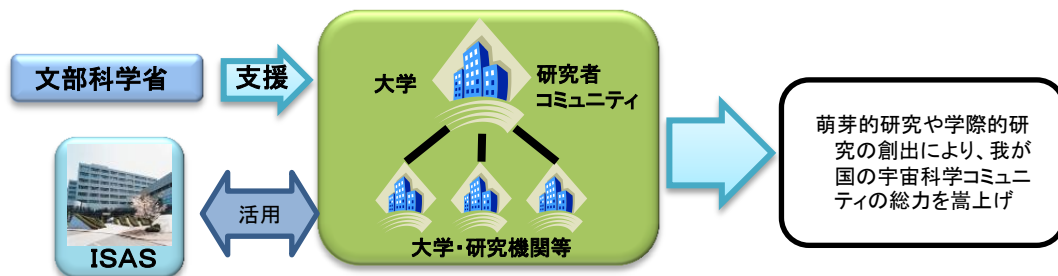 文部科学省
支援
大学
研究者
コミュニティ
大学・研究機関等
ISAS
活用
萌芽的研究や学際的研
究の創出により、我が
国の宇宙科学コミュニ
ティの総力を嵩上げ